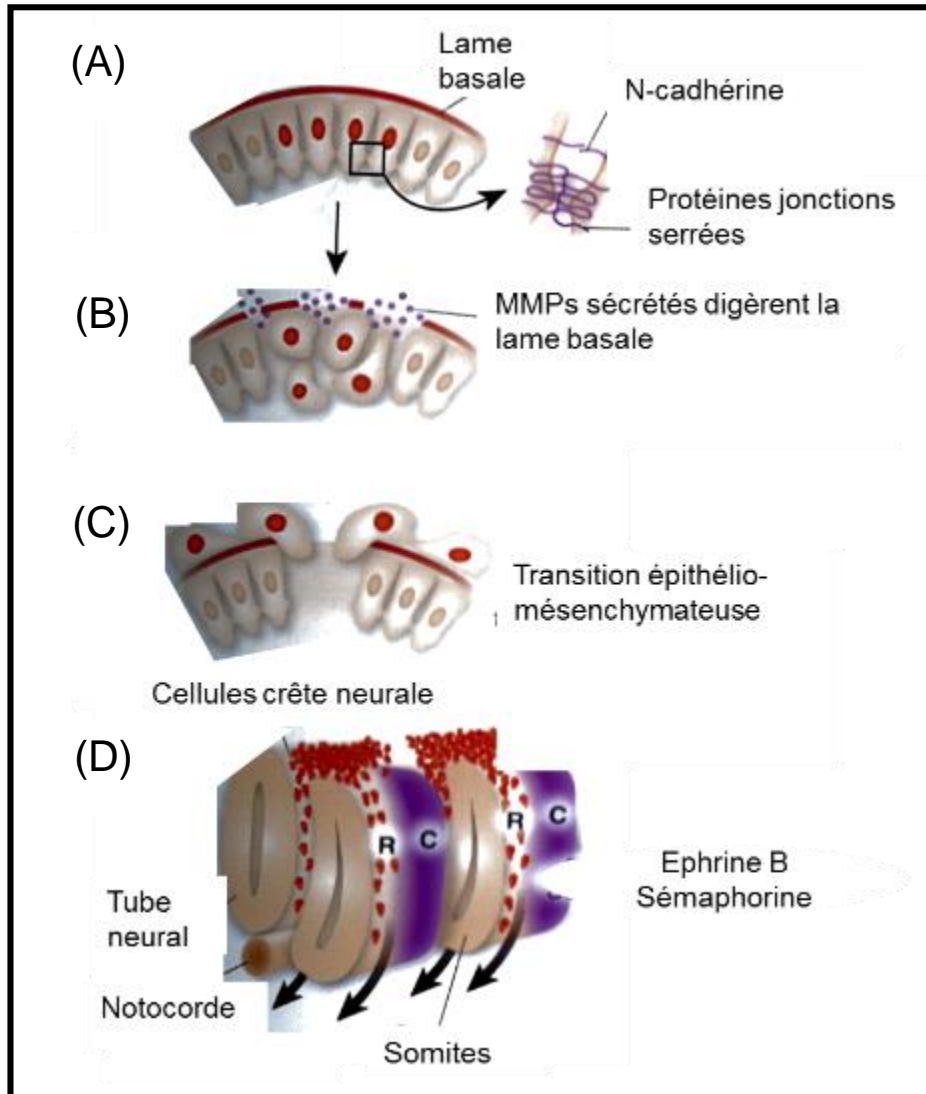 (A)
Lame
basale
N-cadhérine
Protéines jonctions
serrées
(B)
MMPs sécrétés digèrent la
lame basale
(C)
Transition épithélio-
mésenchymateuse
Cellules crête neurale
(D)
R
C
R
C
Ephrine B
Sémaphorine
Tube
neural
Notocorde
Somites